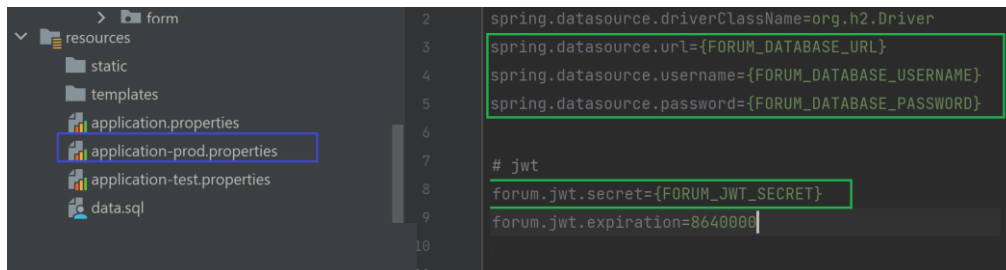 form
resources
static
templates
application.properties
application-prod.properties
application-test.properties
data.sql
2 spring.datasource.driverClassName=org.h2.Driver
3 spring.datasource.url={FORUM_DATABASE_URL}
4 spring.datasource.username={FORUM_DATABASE_USERNAME}
5 spring.datasource.password={FORUM_DATABASE_PASSWORD}
6
7 # jwt
8 forum.jwt.secret={FORUM_JWT_SECRET}
9 forum.jwt.expiration=8640000
10